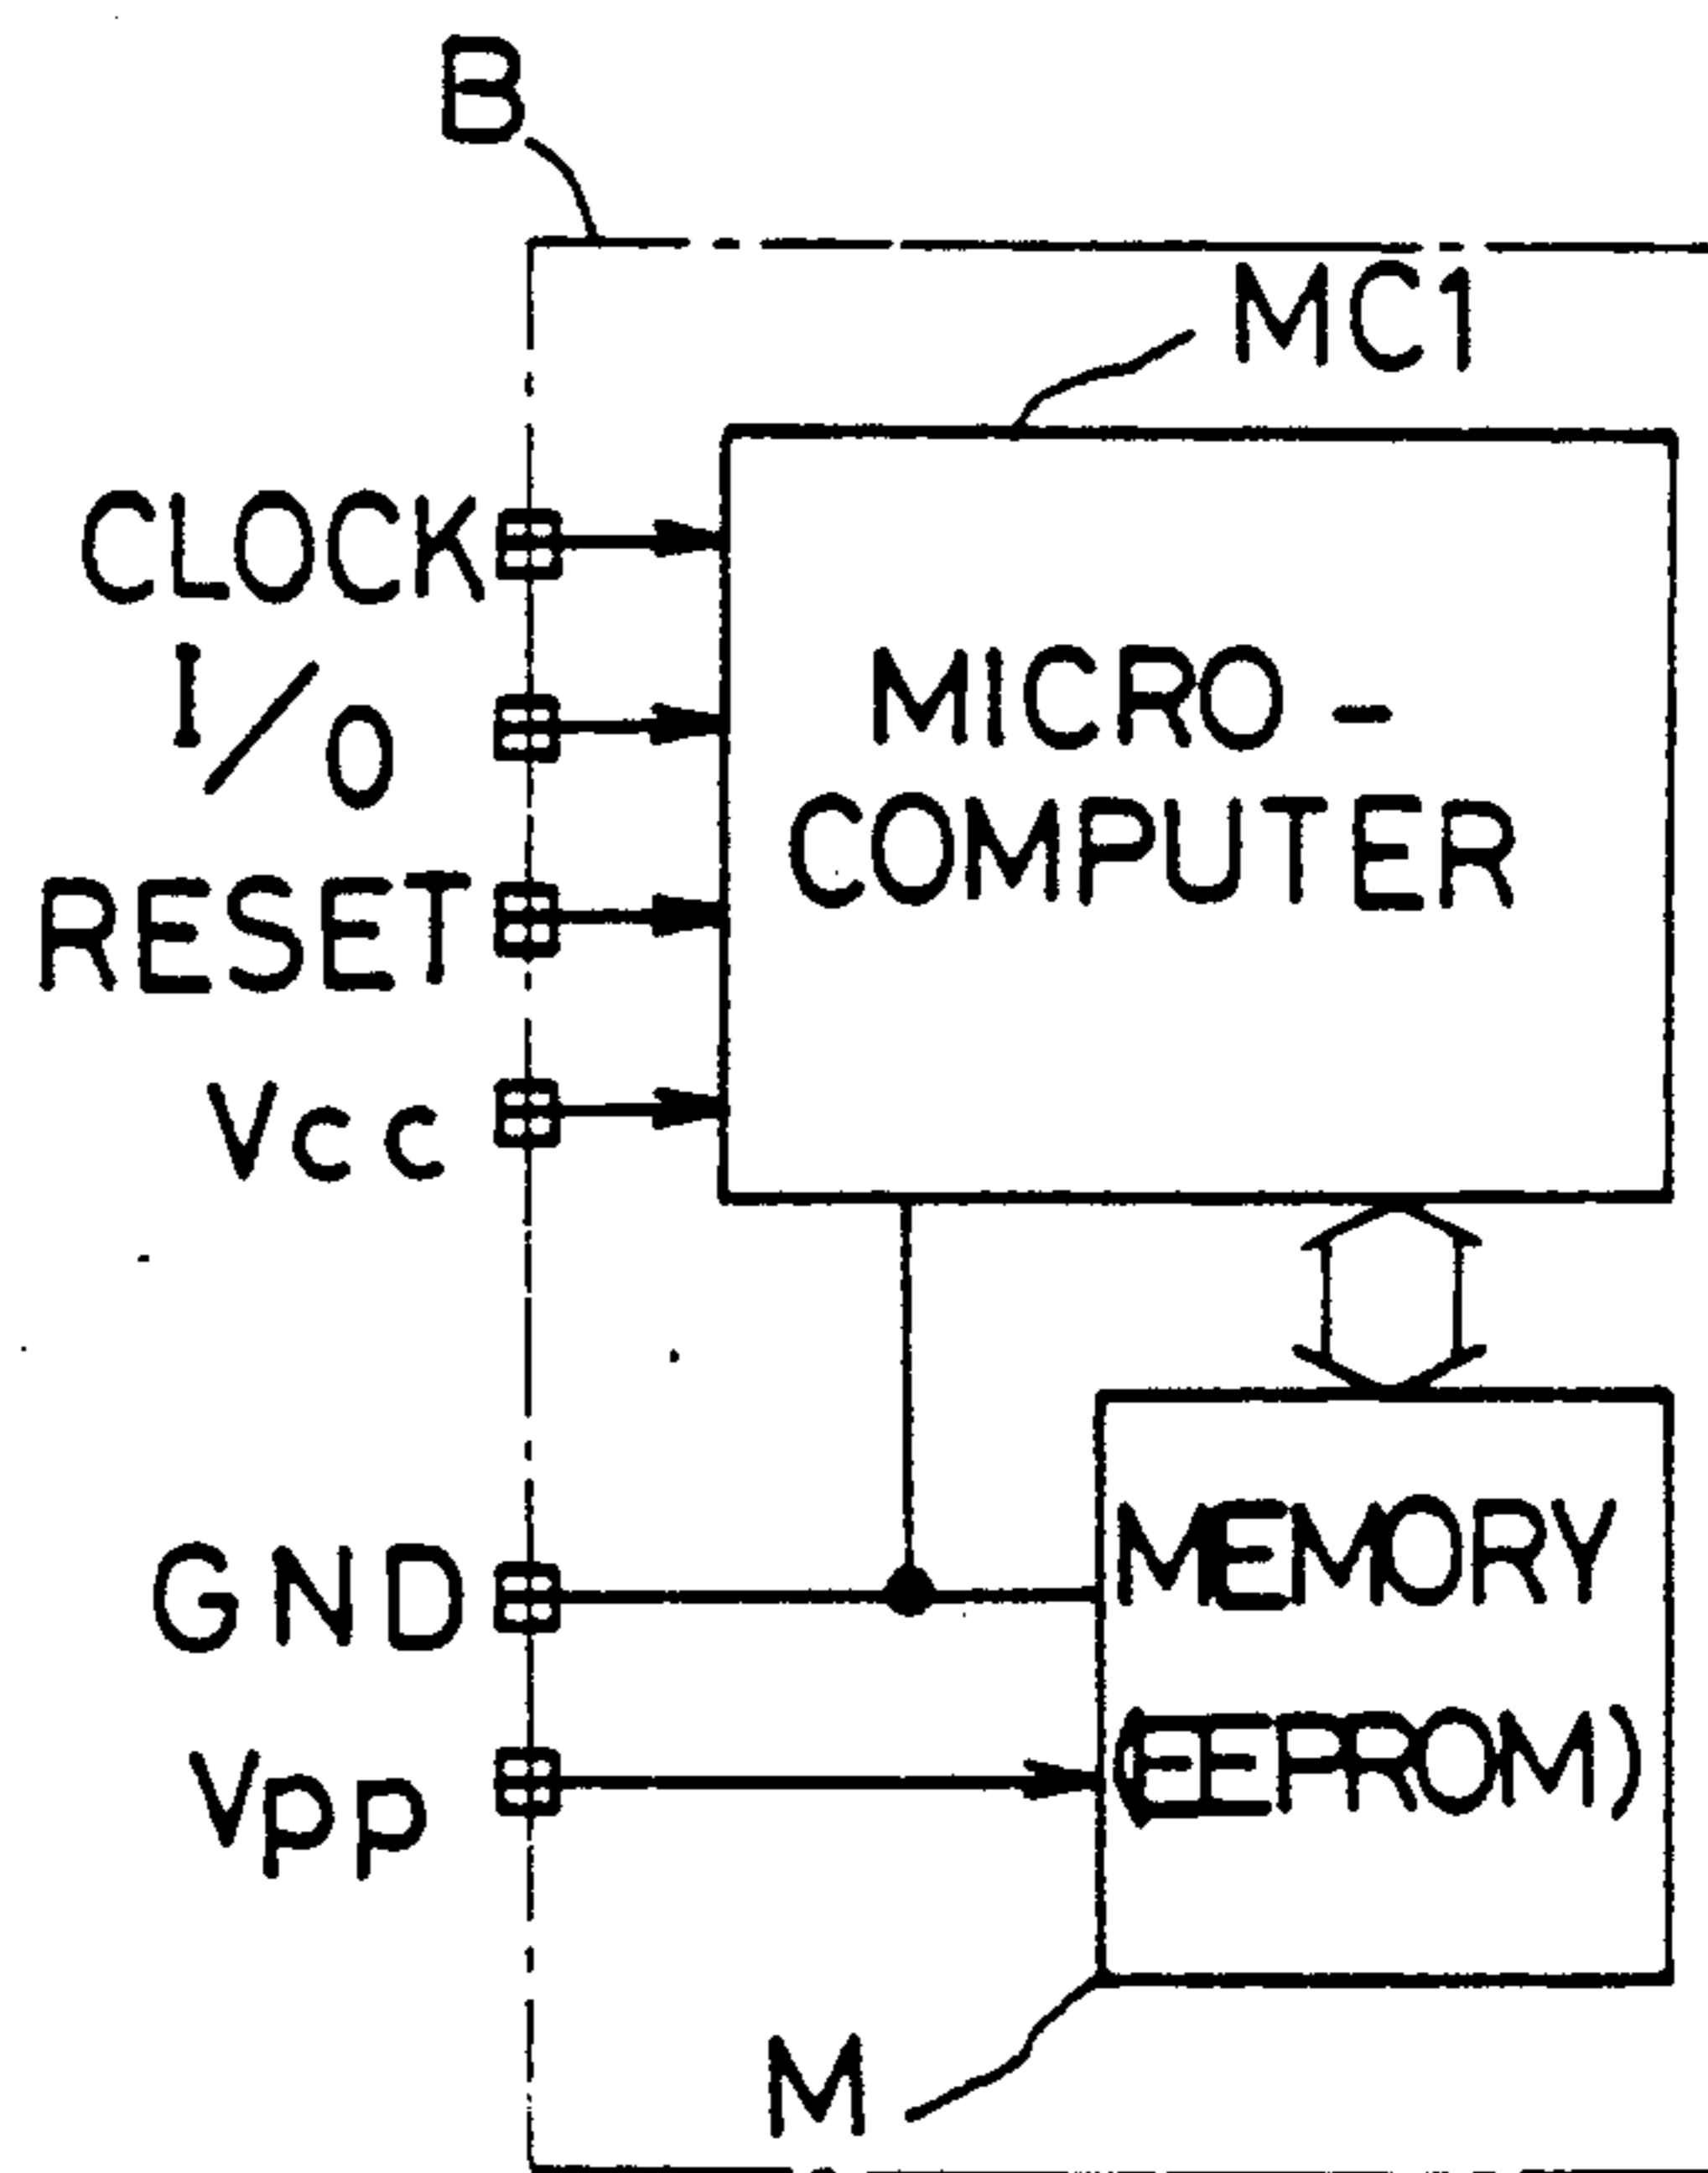 B
MC1
CLOCK
I/O
RESET
Vcc
MICRO-
COMPUTER
GND
Vpp
MEMORY
(EEPROM)
M